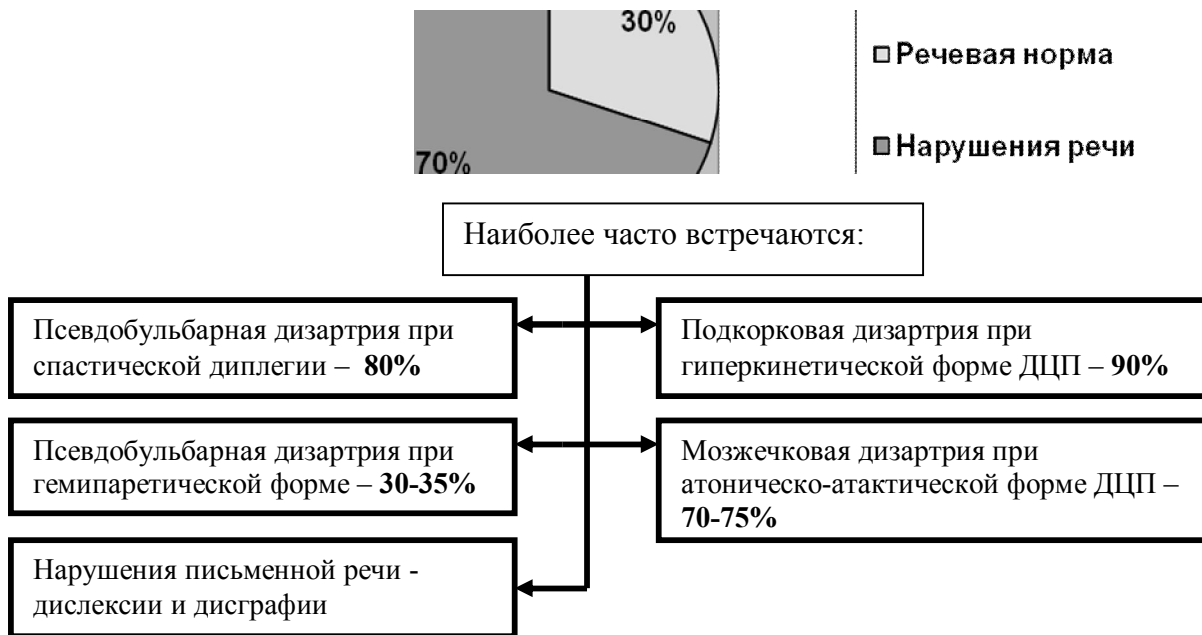 30%
Речевая норма
70%
Нарушения речи
Наиболее часто встречаются:
Псевдобульбарная дизартрия при
спастической диплегии – 80%
Подкорковая дизартрия при
гиперкинетической форме ДЦП – 90%
Псевдобульбарная дизартрия при
гемипаретической форме – 30-35%
Мозжечковая дизартрия при
атоническо-атактической форме ДЦП –
70-75%
Нарушения письменной речи -
дислексии и дисграфии